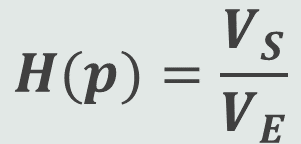 H(p) = V_S / V_E